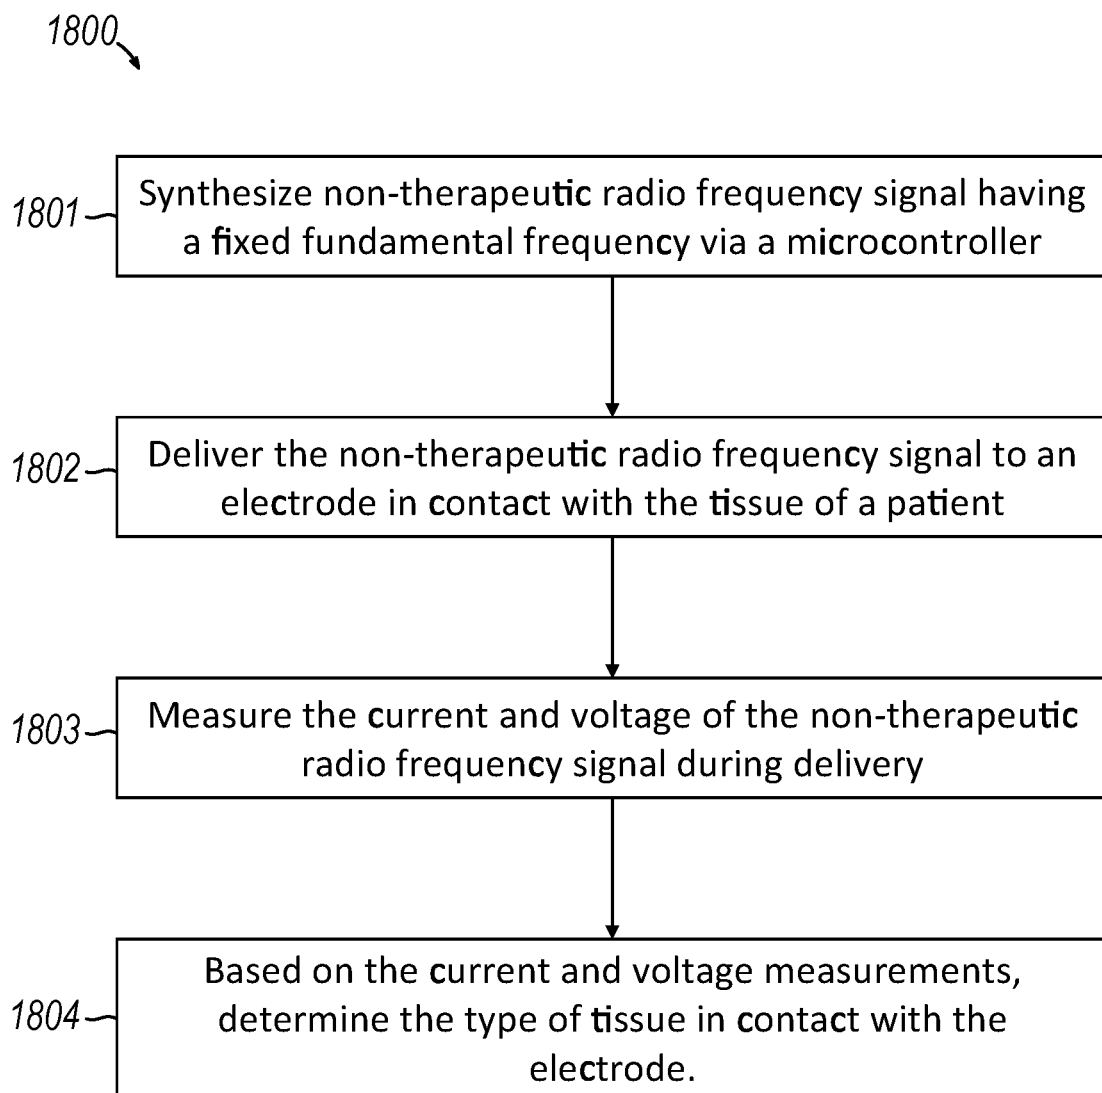 1800
1801
Synthesize non-therapeutic radio frequency signal having
a fixed fundamental frequency via a microcontroller
1802
Deliver the non-therapeutic radio frequency signal to an
electrode in contact with the tissue of a patient
1803
Measure the current and voltage of the non-therapeutic
radio frequency signal during delivery
1804
Based on the current and voltage measurements,
determine the type of tissue in contact with the
electrode.